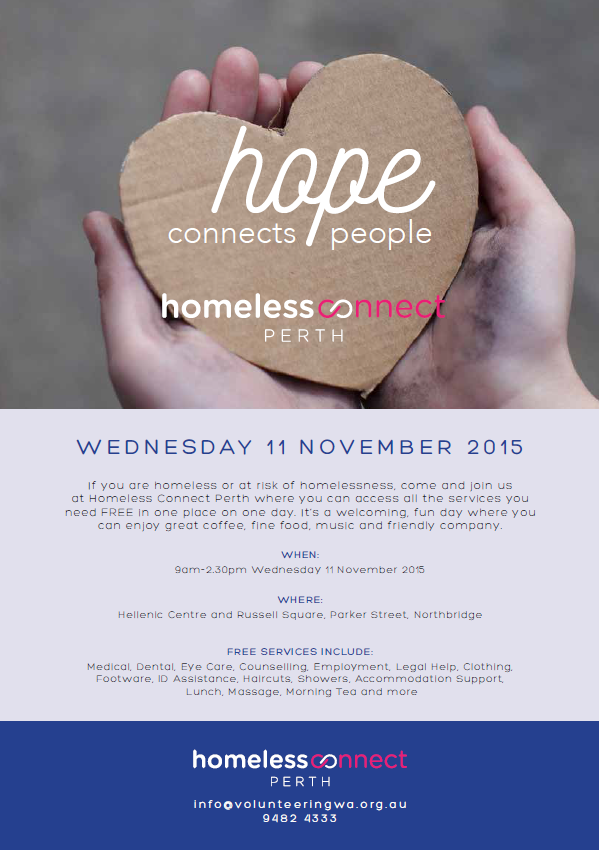 hope
connects people
homelessconnect
PERTH
WEDNESDAY 11 NOVEMBER 2015
If you are homeless or at risk of homelessness, come and join us
at Homeless Connect Perth where you can access all the services you
need FREE in one place on one day. It's a welcoming, fun day where you
can enjoy great coffee, fine food, music and friendly company.
WHEN:
9am-2.30pm Wednesday 11 November 2015
WHERE:
Hellenic Centre and Russell Square, Parker Street, Northbridge
FREE SERVICES INCLUDE:
Medical, Dental, Eye Care, Counselling, Employment, Legal Help, Clothing,
Footware, ID Assistance, Haircuts, Showers, Accommodation Support,
Lunch, Massage, Morning Tea and more
homelessconnect
PERTH
info@volunteeringwa.org.au
9482 4333